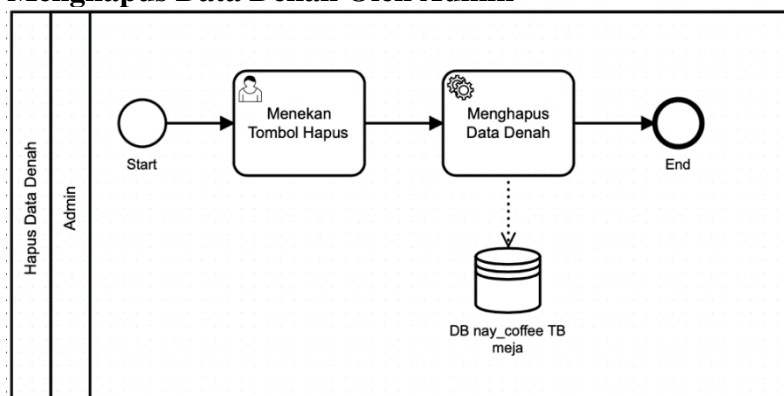 Menghapus Data Denah Oleh Admin
Hapus Data Denah
Admin
Start
Menekan
Tombol Hapus
Menghapus
Data Denah
End
DB nay_coffee TB
meja